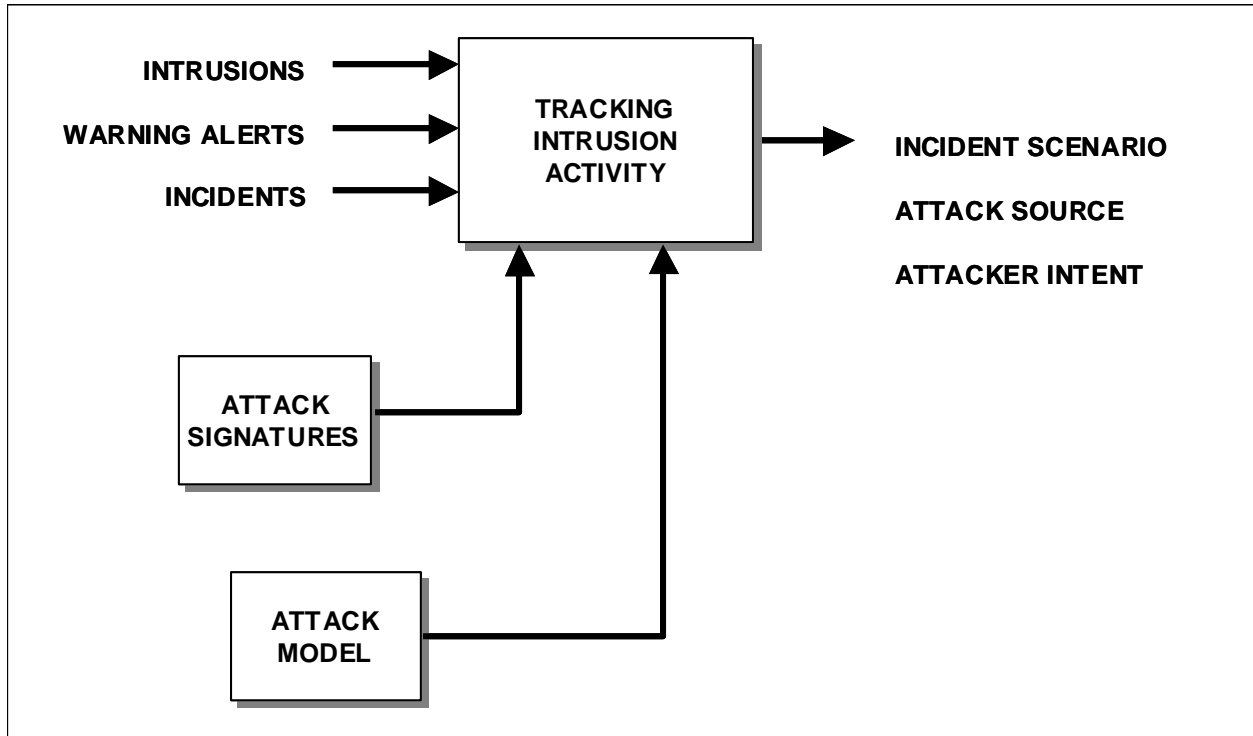 INTRUSIONS
WARNING ALERTS
INCIDENTS
TRACKING
INTRUSION
ACTIVITY
INCIDENT SCENARIO
ATTACK SOURCE
ATTACKER INTENT
ATTACK
SIGNATURES
ATTACK
MODEL